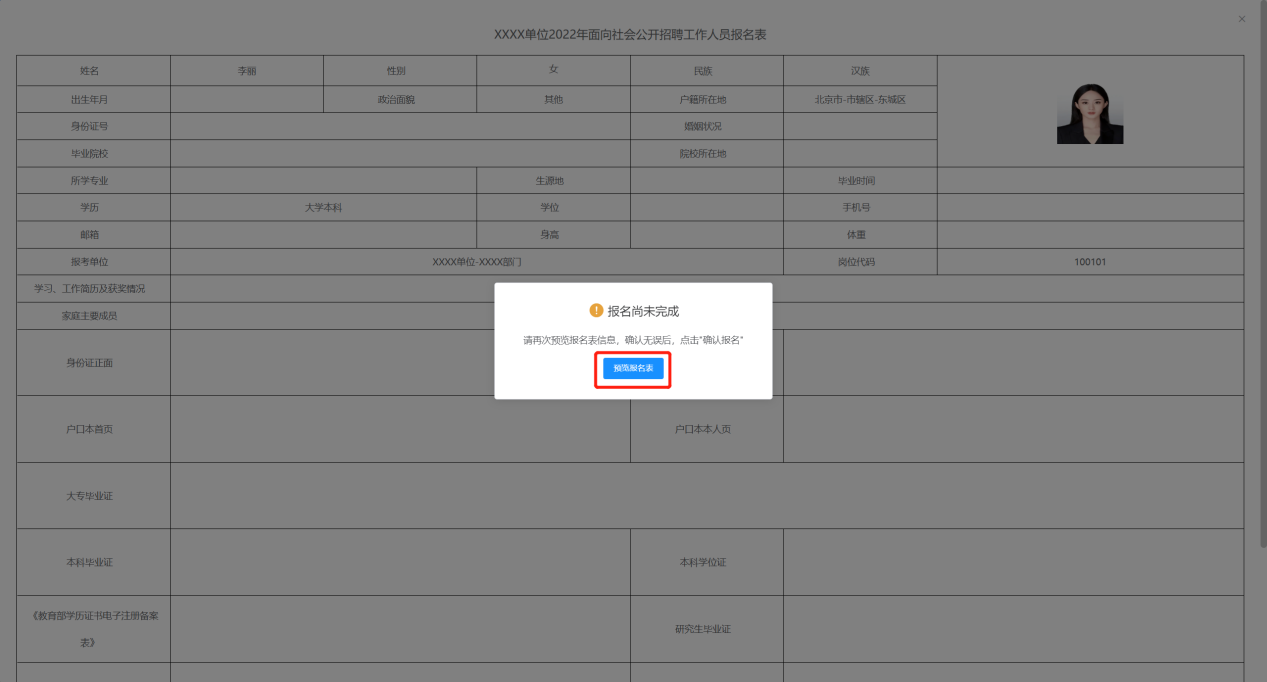 ×
XXXX单位2022年面向社会公开招聘工作人员报名表
姓名 李丽 性别 女 民族 汉族
出生年月 政治面貌 其他 户籍所在地 北京市-市辖区-东城区
身份证号 婚姻状况
毕业院校 院校所在地
所学专业 生源地 毕业时间
学历 大学本科 学位 手机号
邮箱 身高 体重
报考单位 XXXX单位-XXXX部门 岗位代码 100101
学习、工作简历及获奖情况
家庭主要成员
! 报名尚未完成
请再次预览报名表信息，确认无误后，点击"确认报名"
预览报名表
身份证正面
户口本首页 户口本本人页
大专毕业证
本科毕业证 本科学位证
《教育部学历证书电子注册备案
表》
研究生毕业证